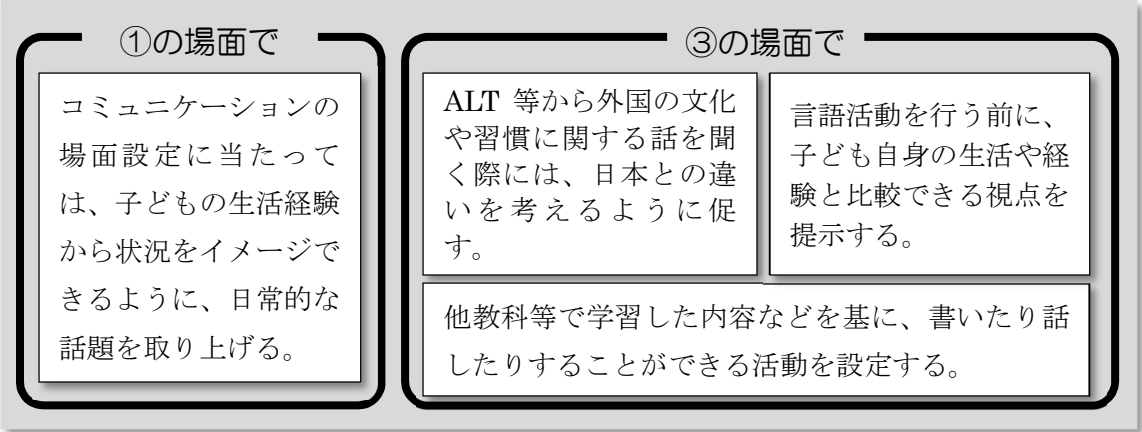 ①の場面で
コミュニケーションの
場面設定に当たって
は、子どもの生活経験
から状況をイメージで
きるように、日常的な
話題を取り上げる。
③の場面で
ALT 等から外国の文化
や習慣に関する話を聞
く際には、日本との違
いを考えるように促
す。
言語活動を行う前に、
子ども自身の生活や経
験と比較できる視点を
提示する。
他教科等で学習した内容などを基に、書いたり話
したりすることができる活動を設定する。